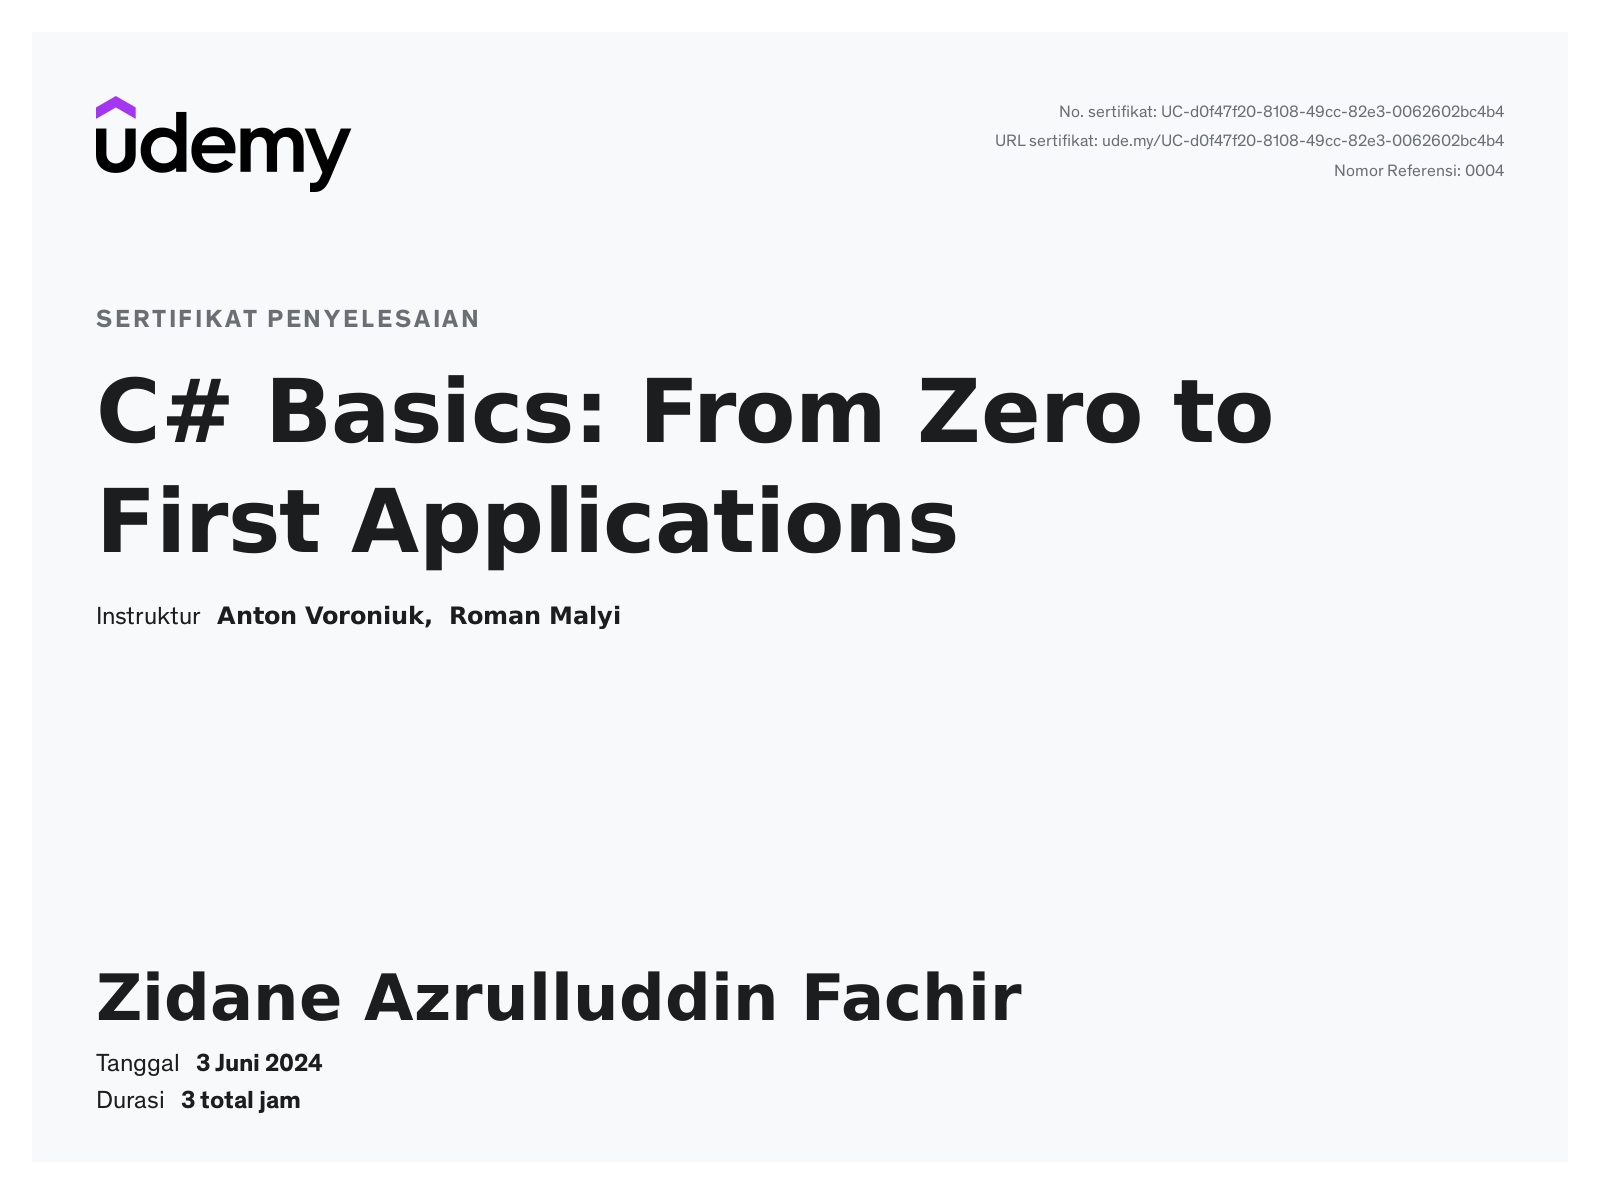 udemy
No. sertifikat: UC-d0f47f20-8108-49cc-82e3-0062602bc4b4
URL sertifikat: ude.my/UC-d0f47f20-8108-49cc-82e3-0062602bc4b4
Nomor Referensi: 0004
SERTIFIKAT PENYELESAIAN
C# Basics: From Zero to
First Applications
Instruktur Anton Voroniuk, Roman Malyi
Zidane Azrulluddin Fachir
Tanggal 3 Juni 2024
Durasi 3 total jam